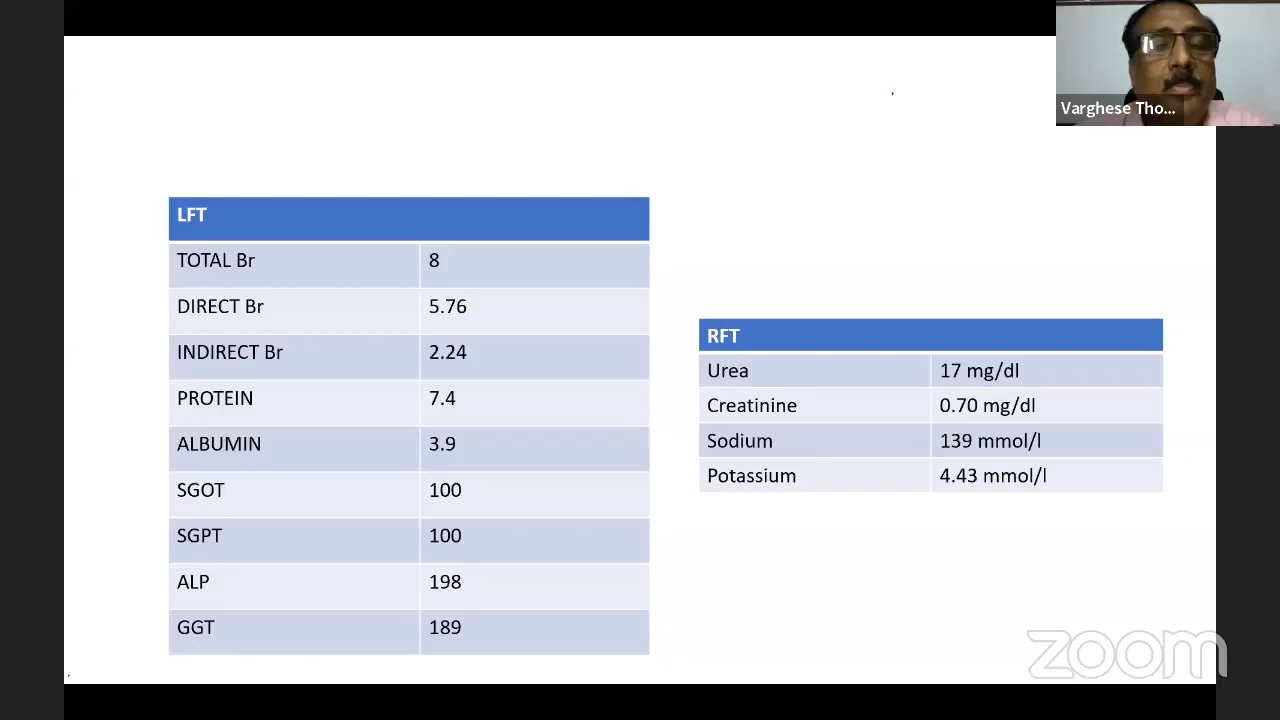 Varghese Tho...
LFT
TOTAL Br 8
DIRECT Br 5.76
INDIRECT Br 2.24
PROTEIN 7.4
ALBUMIN 3.9
SGOT 100
SGPT 100
ALP 198
GGT 189
RFT
Urea 17 mg/dl
Creatinine 0.70 mg/dl
Sodium 139 mmol/l
Potassium 4.43 mmol/l
zoom